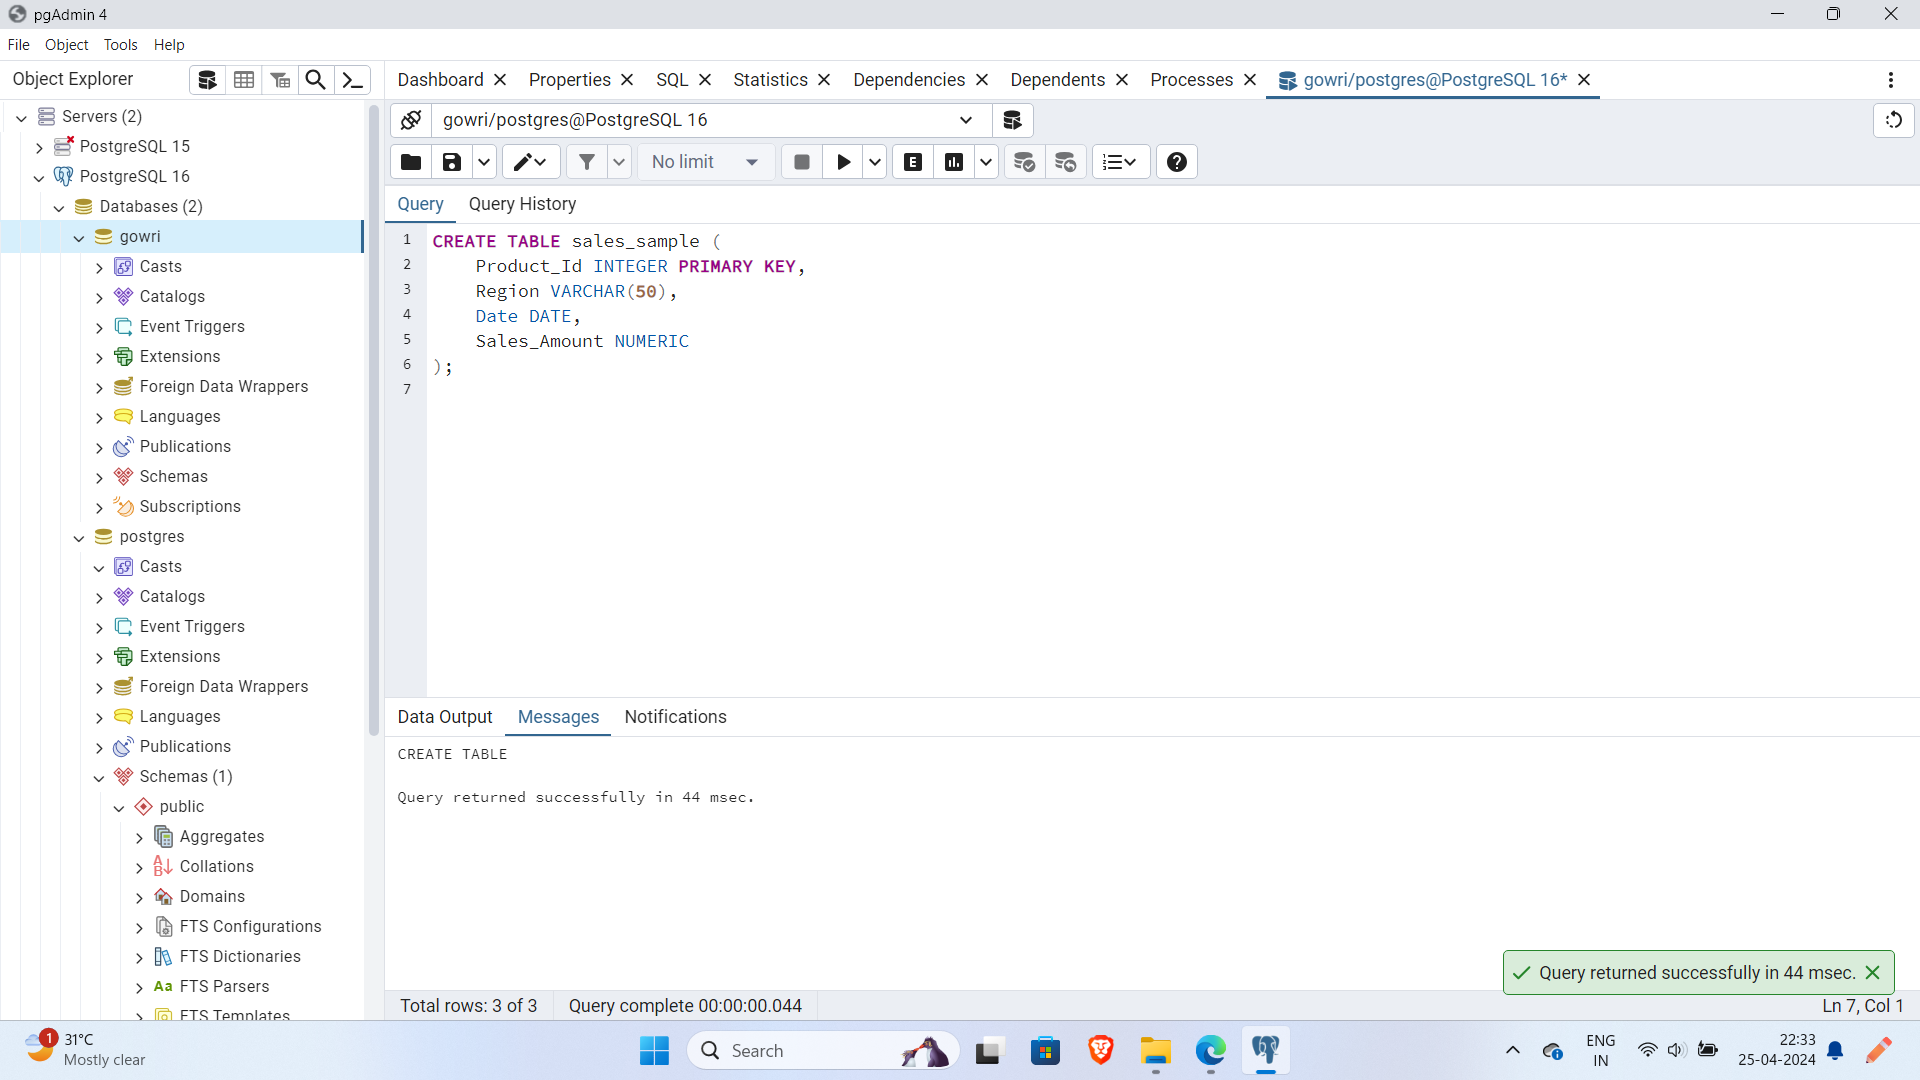 pgAdmin 4
File Object Tools Help
Object Explorer
Dashboard Properties SQL Statistics Dependencies Dependents Processes gowri/postgres@PostgreSQL 16*
Servers (2)
PostgreSQL 15
PostgreSQL 16
Databases (2)
gowri
Casts
Catalogs
Event Triggers
Extensions
Foreign Data Wrappers
Languages
Publications
Schemas
Subscriptions
postgres
Casts
Catalogs
Event Triggers
Extensions
Foreign Data Wrappers
Languages
Publications
Schemas (1)
public
Aggregates
Collations
Domains
FTS Configurations
FTS Dictionaries
Aa FTS Parsers
FTS Templates
gowri/postgres@PostgreSQL 16
No limit E
Query Query History
1 CREATE TABLE sales_sample (
2 Product_Id INTEGER PRIMARY KEY,
3 Region VARCHAR(50),
4 Date DATE,
5 Sales_Amount NUMERIC
6 );
7
Data Output Messages Notifications
CREATE TABLE
Query returned successfully in 44 msec.
Query returned successfully in 44 msec.
Total rows: 3 of 3 Query complete 00:00:00.044 Ln 7, Col 1
1 31°C
Mostly clear
Search
ENG
IN
22:33
25-04-2024